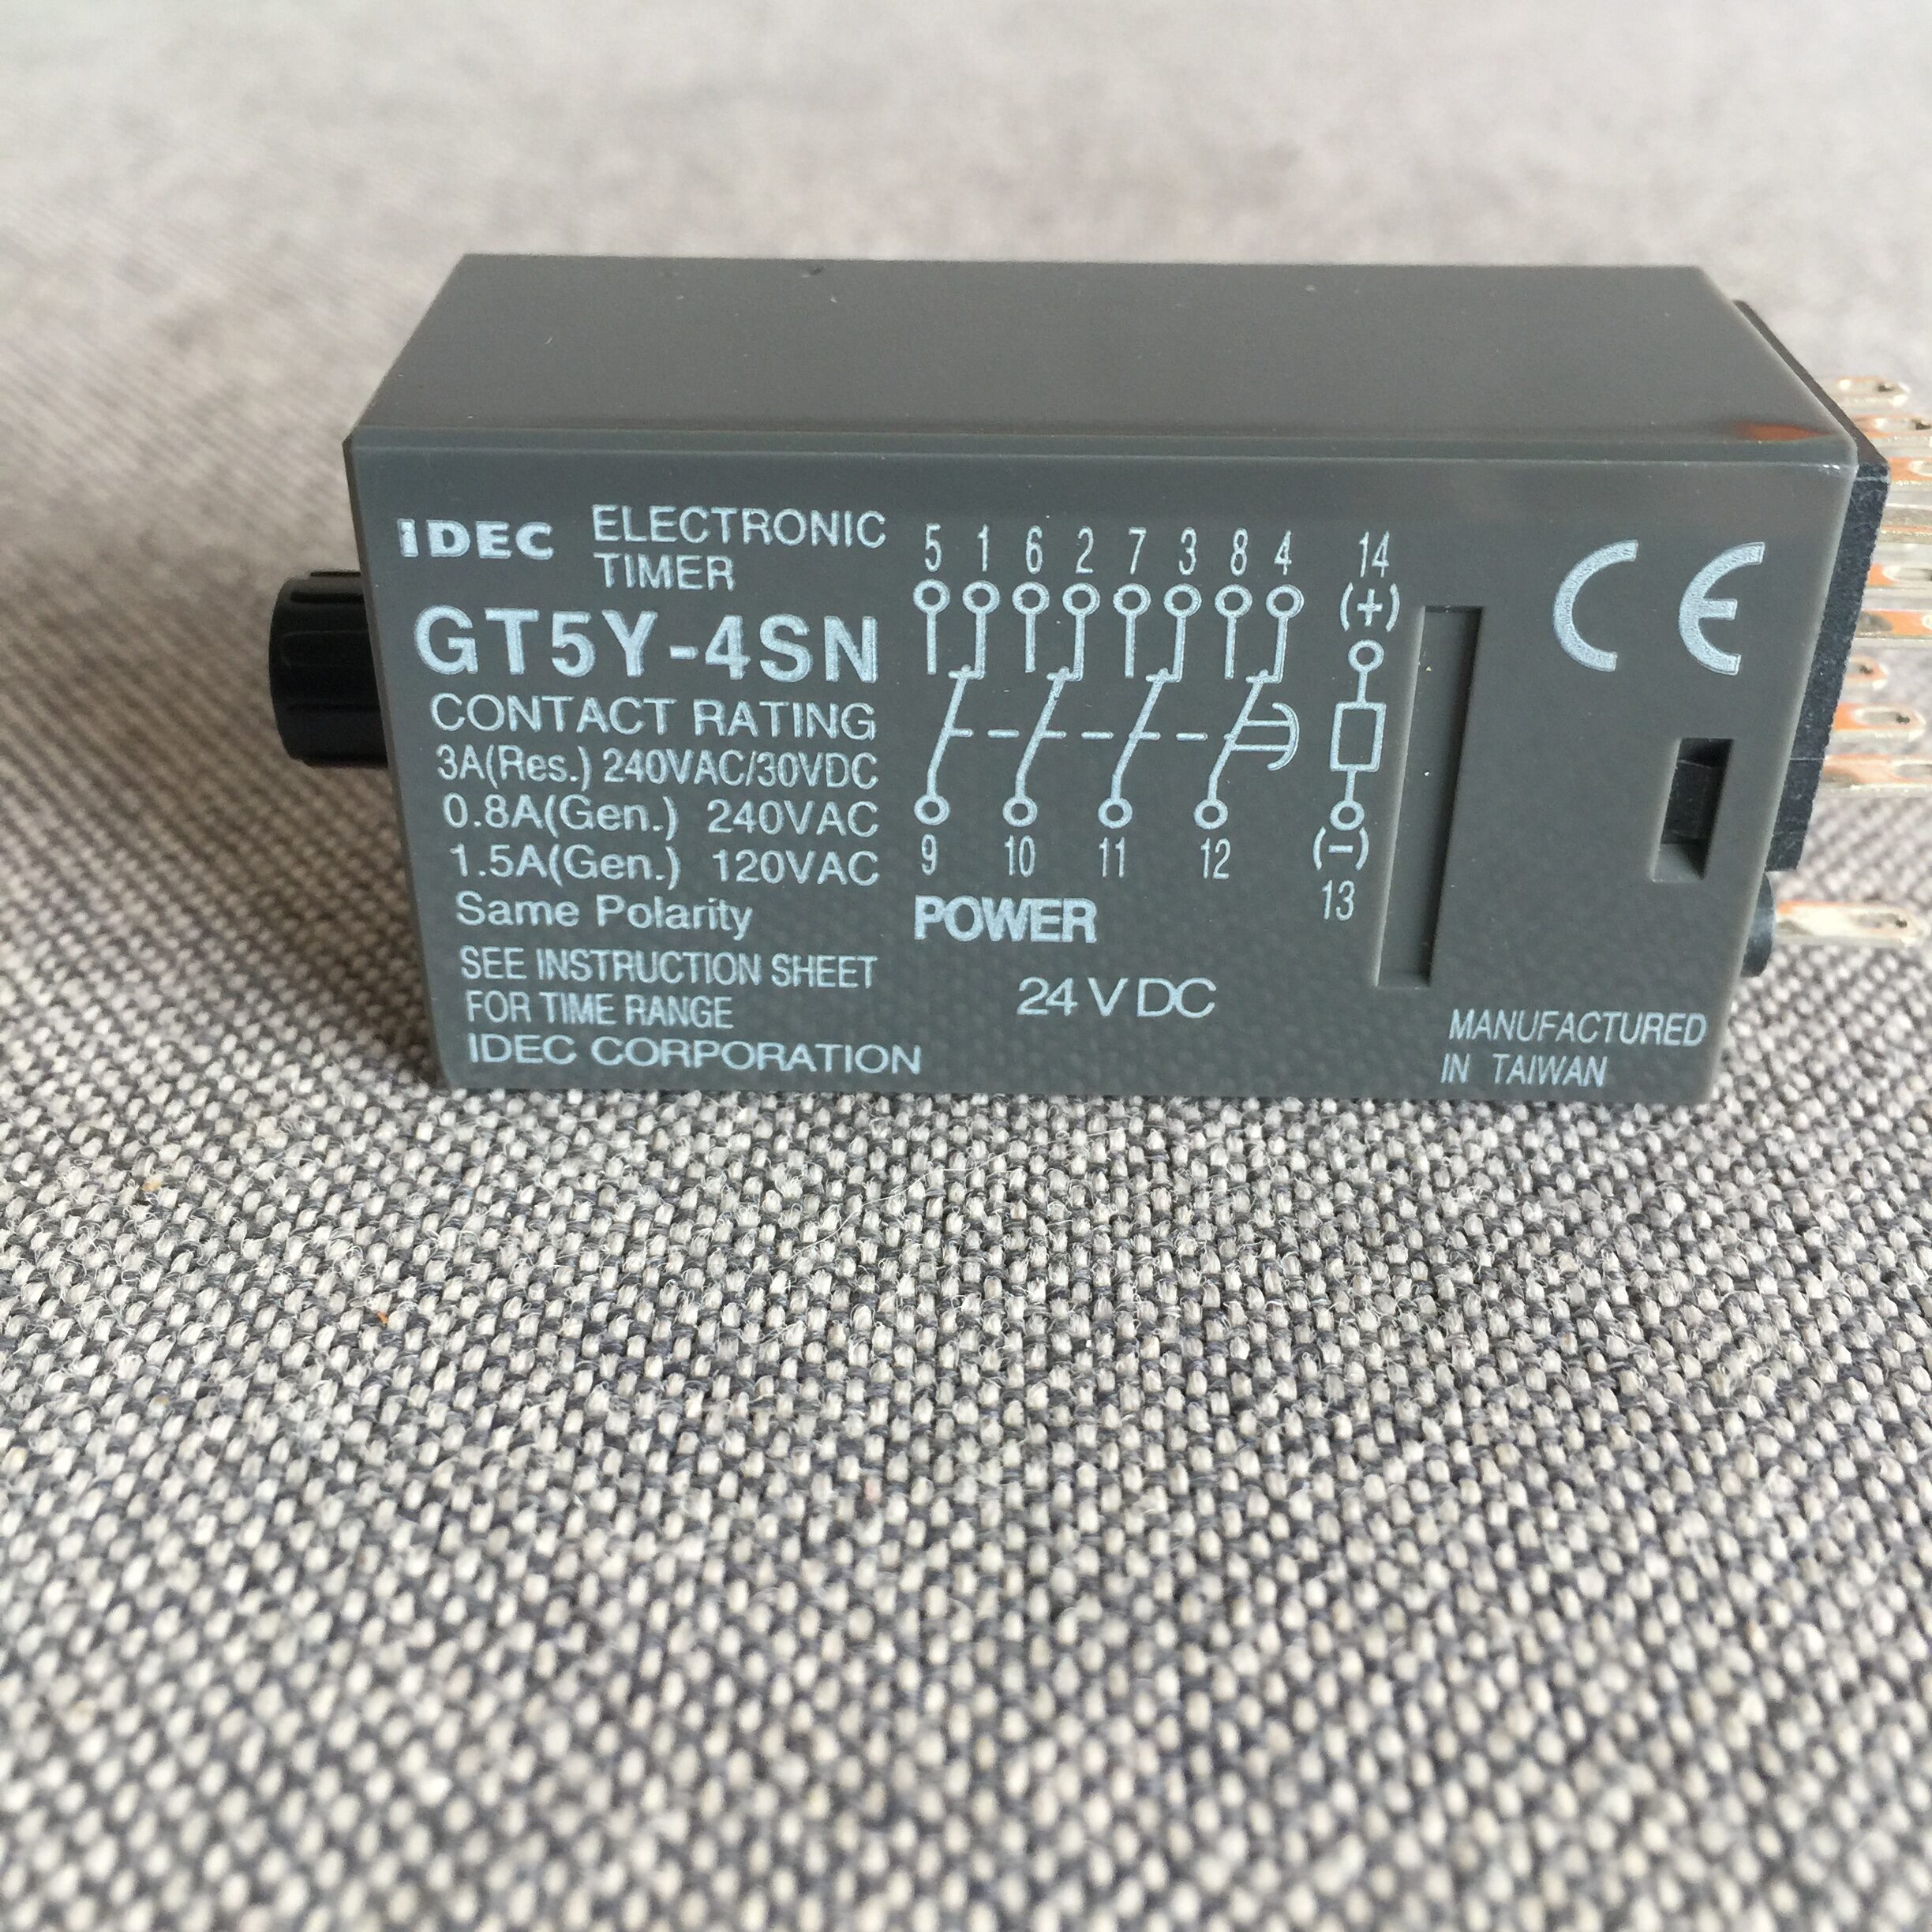 IDEC ELECTRONIC
TIMER
GT5Y-4SN
CONTACT RATING
3A(Res.) 240VAC/30VDC
0.8A(Gen.) 240VAC
1.5A(Gen.) 120VAC
Same Polarity
SEE INSTRUCTION SHEET
FOR TIME RANGE
IDEC CORPORATION
5 1 6 2 7 3 8 4 14
(+)
(-)
9 10 11 12 13
POWER
24 V DC
CE
MANUFACTURED
IN TAIWAN